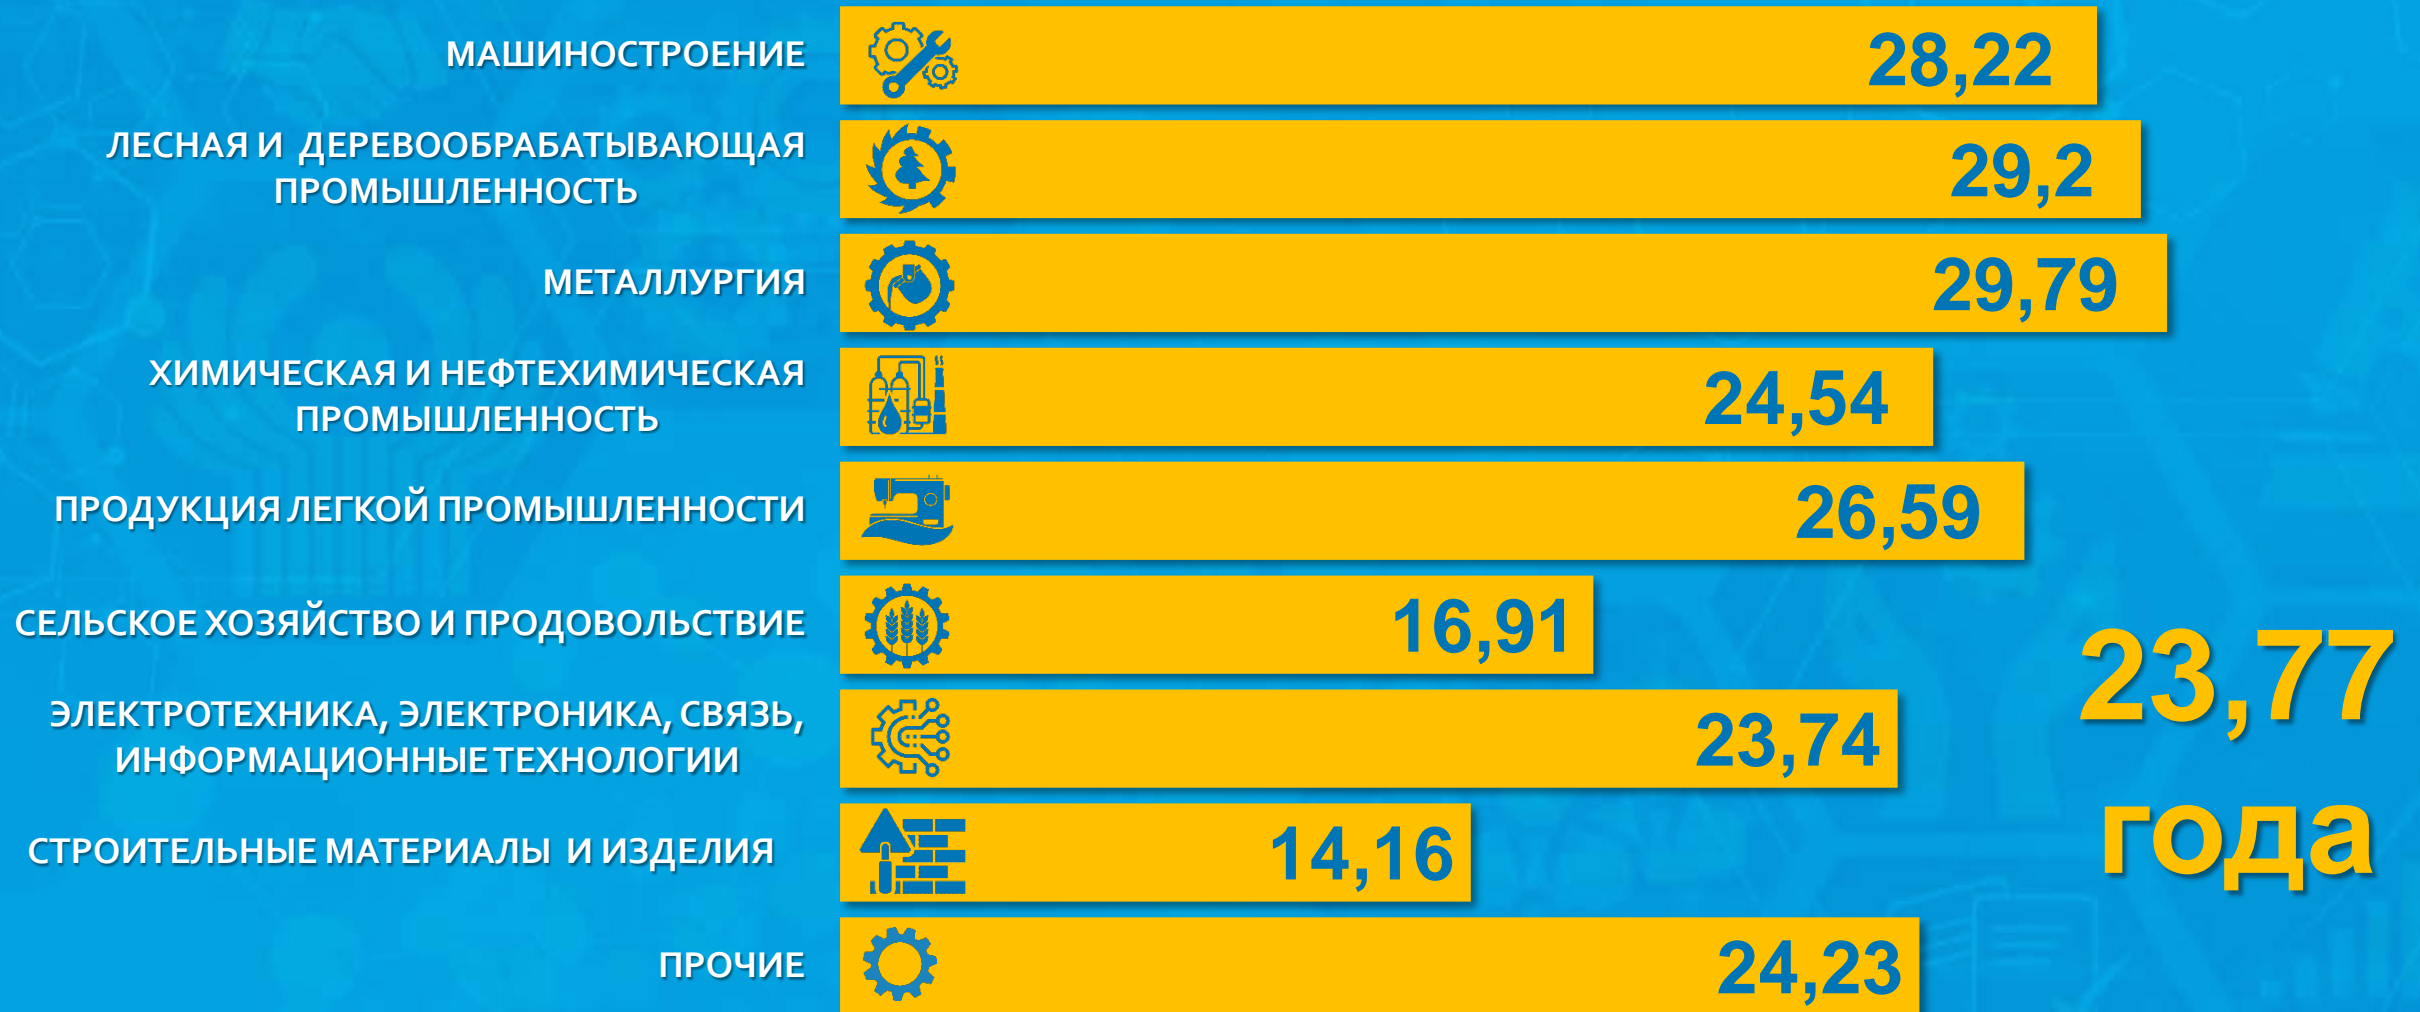 МАШИНОСТРОЕНИЕ
28,22
ЛЕСНАЯ И ДЕРЕВООБРАБАТЫВАЮЩАЯ
ПРОМЫШЛЕННОСТЬ
29,2
МЕТАЛЛУРГИЯ
29,79
ХИМИЧЕСКАЯ И НЕФТЕХИМИЧЕСКАЯ
ПРОМЫШЛЕННОСТЬ
24,54
ПРОДУКЦИЯ ЛЕГКОЙ ПРОМЫШЛЕННОСТИ
26,59
СЕЛЬСКОЕ ХОЗЯЙСТВО И ПРОДОВОЛЬСТВИЕ
16,91
ЭЛЕКТРОТЕХНИКА, ЭЛЕКТРОНИКА, СВЯЗЬ,
ИНФОРМАЦИОННЫЕ ТЕХНОЛОГИИ
23,74
СТРОИТЕЛЬНЫЕ МАТЕРИАЛЫ И ИЗДЕЛИЯ
14,16
ПРОЧИЕ
24,23
23,77
года